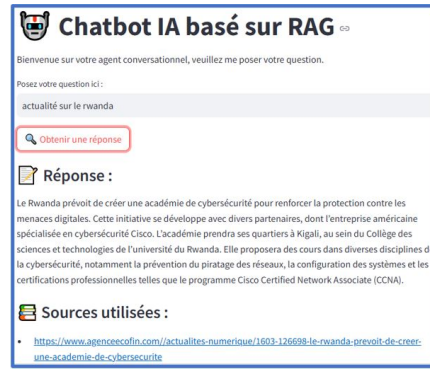 Chatbot IA basé sur RAG
Bienvenue sur votre agent conversationnel, veuillez me poser votre question.
Posez votre question ici :
actualité sur le rwanda
Obtenir une réponse
Réponse :
Le Rwanda prévoit de créer une académie de cybersécurité pour renforcer la protection contre les
menaces digitales. Cette initiative se développe avec divers partenaires, dont l'entreprise américaine
spécialisée en cybersécurité Cisco. L'académie prendra ses quartiers à Kigali, au sein du Collège des
sciences et technologies de l'université du Rwanda. Elle proposera des cours dans diverses disciplines d
la cybersécurité, notamment la prévention du piratage des réseaux, la configuration des systèmes et les
certifications professionnelles telles que le programme Cisco Certified Network Associate (CCNA).
Sources utilisées :
• https://www.agenceecofin.com//actualites-numerique/1603-126698-le-rwanda-prevoit-de-creer-
une-academie-de-cybersecurite